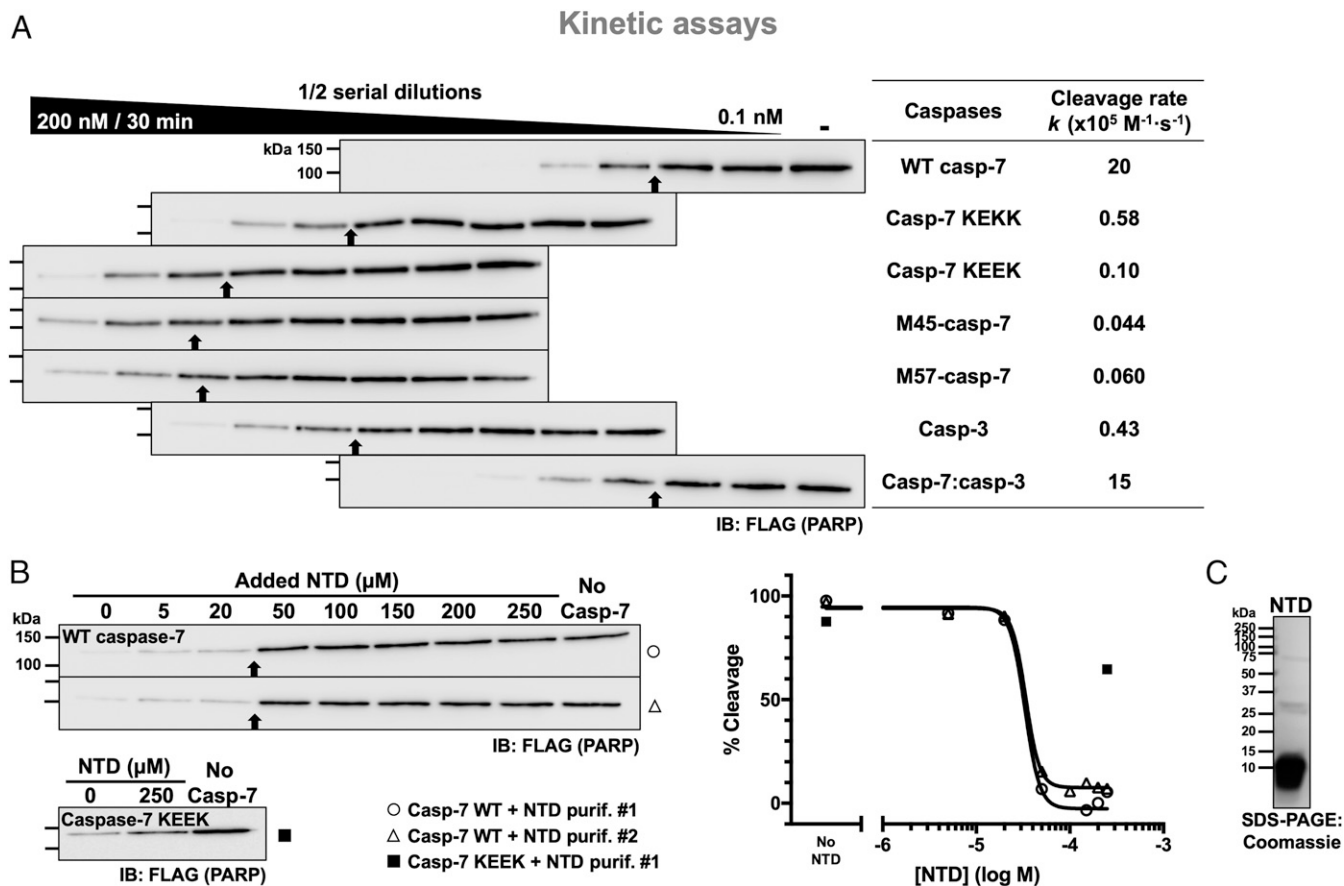 Kinetic assays
A
1/2 serial dilutions
200 nM / 30 min
0.1 nM
-
kDa 150
100
IB: FLAG (PARP)
Caspases
Cleavage rate
k (x10⁵ M⁻¹·s⁻¹)
WT casp-7 20
Casp-7 KEKK 0.58
Casp-7 KEEK 0.10
M45-casp-7 0.044
M57-casp-7 0.060
Casp-3 0.43
Casp-7:casp-3 15
B
Added NTD (µM)
No
Casp-7
0 5 20 50 100 150 200 250
kDa
150
100
WT caspase-7
IB: FLAG (PARP)
NTD (µM)
No
Casp-7
0 250
Caspase-7 KEEK
IB: FLAG (PARP)
Casp-7 WT + NTD purif. #1
Casp-7 WT + NTD purif. #2
Casp-7 KEEK + NTD purif. #1
% Cleavage
100
50
0
No
NTD
-6 -5 -4 -3
[NTD] (log M)
C
NTD
kDa
250
150
100
75
50
37
25
20
15
10
SDS-PAGE:
Coomassie